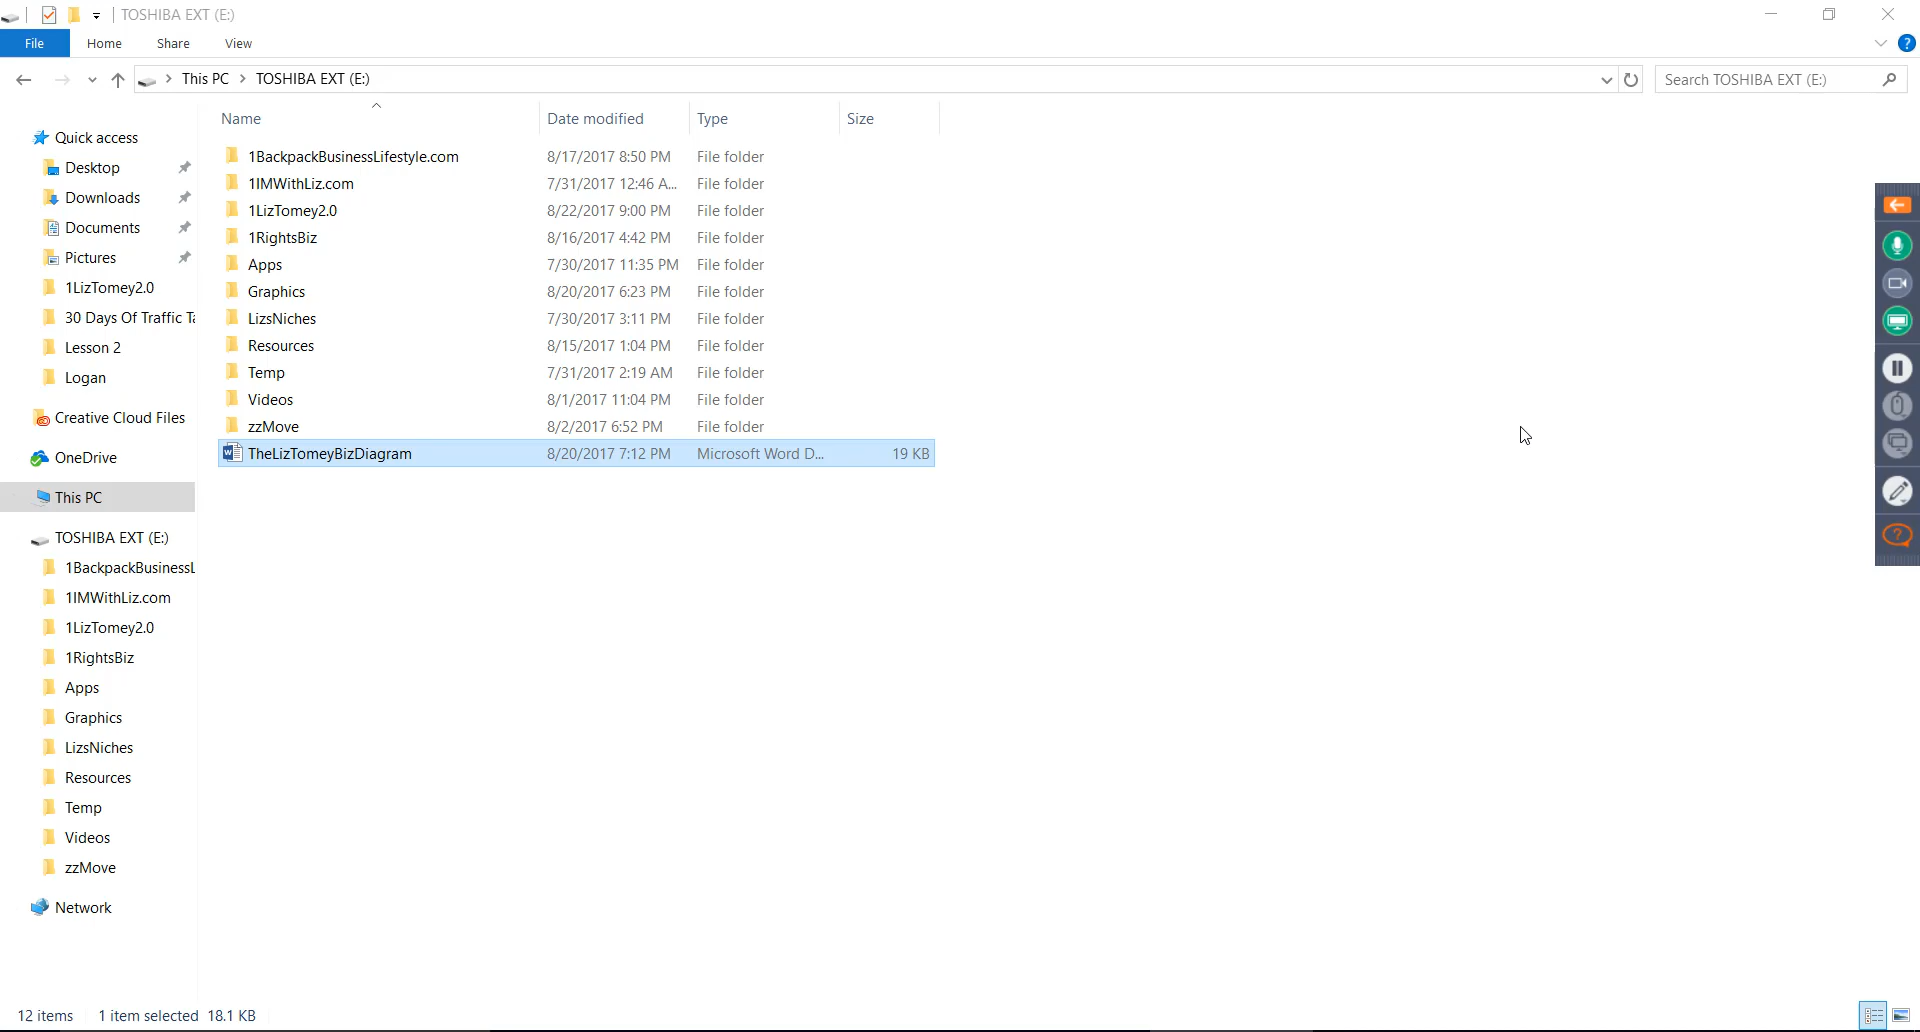 TOSHIBA EXT (E:)
File Home Share View
This PC TOSHIBA EXT (E:) Search TOSHIBA EXT (E:)
Name Date modified Type Size
1BackpackBusinessLifestyle.com 8/17/2017 8:50 PM File folder
1IMWithLiz.com 7/31/2017 12:46 A... File folder
1LizTomey2.0 8/22/2017 9:00 PM File folder
1RightsBiz 8/16/2017 4:42 PM File folder
Apps 7/30/2017 11:35 PM File folder
Graphics 8/20/2017 6:23 PM File folder
LizsNiches 7/30/2017 3:11 PM File folder
Resources 8/15/2017 1:04 PM File folder
Temp 7/31/2017 2:19 AM File folder
Videos 8/1/2017 11:04 PM File folder
zzMove 8/2/2017 6:52 PM File folder
TheLizTomeyBizDiagram 8/20/2017 7:12 PM Microsoft Word D... 19 KB
Quick access
Desktop
Downloads
Documents
Pictures
1LizTomey2.0
30 Days Of Traffic Ta
Lesson 2
Logan
Creative Cloud Files
OneDrive
This PC
TOSHIBA EXT (E:)
1BackpackBusinessL
1IMWithLiz.com
1LizTomey2.0
1RightsBiz
Apps
Graphics
LizsNiches
Resources
Temp
Videos
zzMove
Network
12 items 1 item selected 18.1 KB